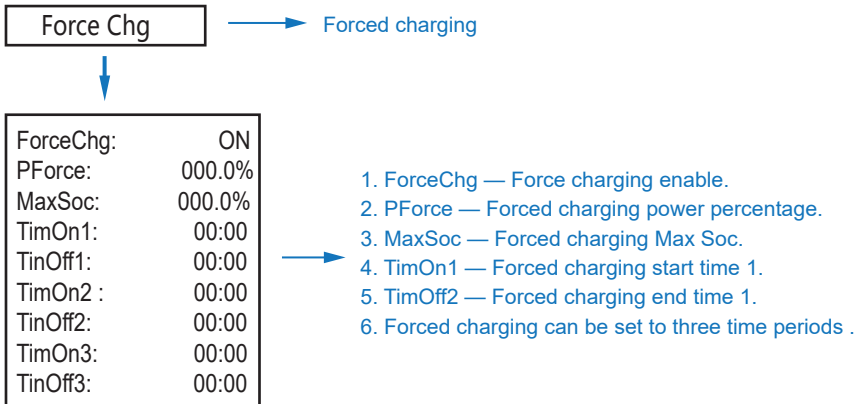 Force Chg
Forced charging
ForceChg: ON
PForce: 000.0%
MaxSoc: 000.0%
TimOn1: 00:00
TinOff1: 00:00
TimOn2 : 00:00
TinOff2: 00:00
TimOn3: 00:00
TinOff3: 00:00
1. ForceChg — Force charging enable.
2. PForce — Forced charging power percentage.
3. MaxSoc — Forced charging Max Soc.
4. TimOn1 — Forced charging start time 1.
5. TimOff2 — Forced charging end time 1.
6. Forced charging can be set to three time periods .